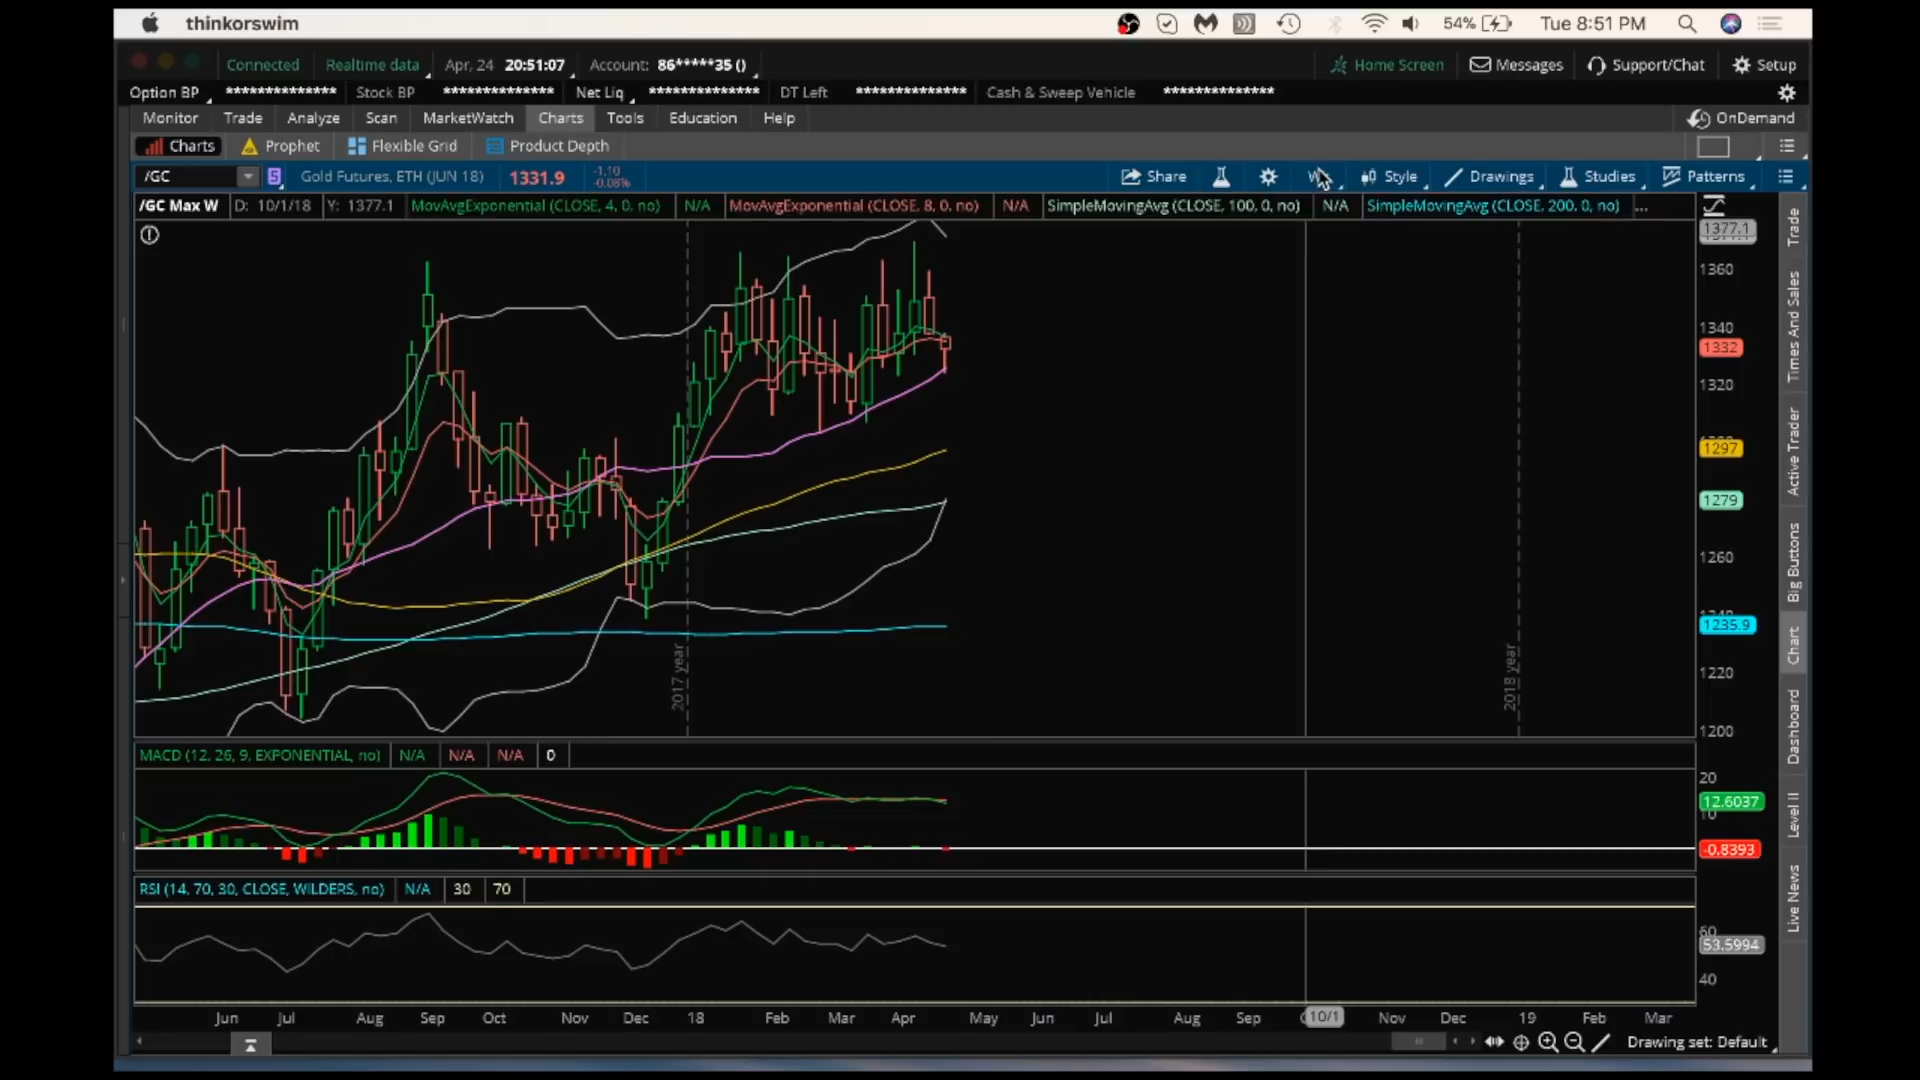 thinkorswim 54% Tue 8:51 PM
Connected Realtime data Apr, 24 20:51:07 Account: 86*****35 () Home Screen Messages Support/Chat Setup
Option BP ************** Stock BP ************** Net Liq ************** DT Left ************** Cash & Sweep Vehicle **************
Monitor Trade Analyze Scan MarketWatch Charts Tools Education Help OnDemand
Charts Prophet Flexible Grid Product Depth
/GC S Gold Futures, ETH (JUN 18) 1331.9 -1.10 -0.08% Share Style Drawings Studies Patterns
/GC Max W D: 10/1/18 Y: 1377.1 MovAvgExponential (CLOSE, 4, 0, no) N/A MovAvgExponential (CLOSE, 8, 0, no) N/A SimpleMovingAvg (CLOSE, 100, 0, no) N/A SimpleMovingAvg (CLOSE, 200, 0, no) ...
1377.1
1360
1340
1332
1320
1297
1279
1260
1235.9
1220
1200
2017 year
2018 year
MACD (12, 26, 9, EXPONENTIAL, no) N/A N/A N/A 0
20
12.6037
10
-0.8393
RSI (14, 70, 30, CLOSE, WILDERS, no) N/A 30 70
60
53.5994
40
Jun Jul Aug Sep Oct Nov Dec 18 Feb Mar Apr May Jun Jul Aug Sep 10/1 Nov Dec 19 Feb Mar
Drawing set: Default
Trade
Times And Sales
Active Trader
Big Buttons
Chart
Dashboard
Level II
Live News